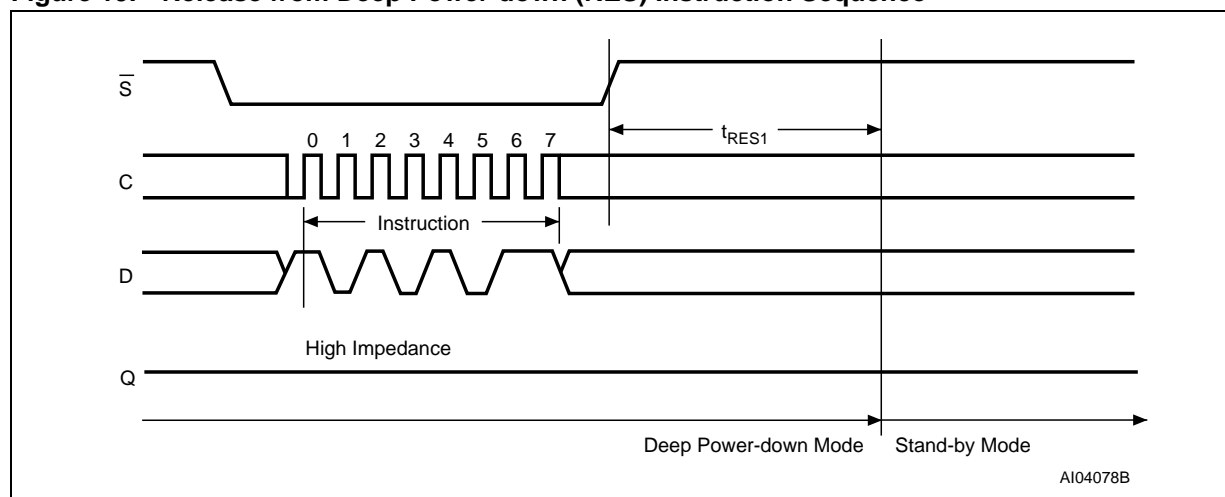 Figure Release from Deep Power-down (RES) Instruction Sequence
S̅
0 1 2 3 4 5 6 7
tRES1
C
Instruction
D
High Impedance
Q
Deep Power-down Mode Stand-by Mode
AI04078B